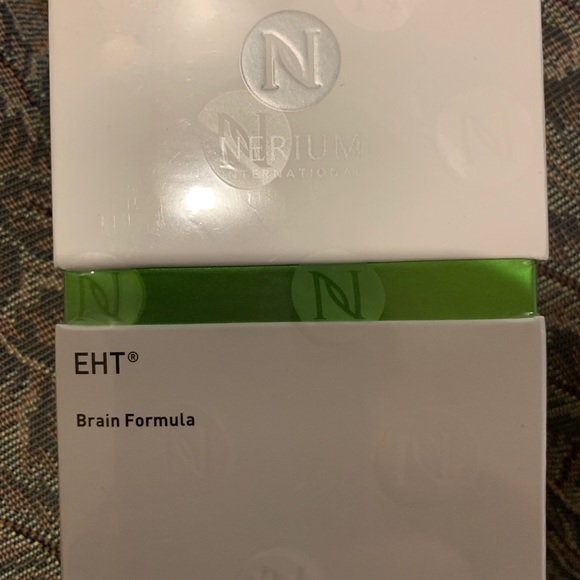 N
NERIUM
INTERNATIONAL
EHT®
Brain Formula